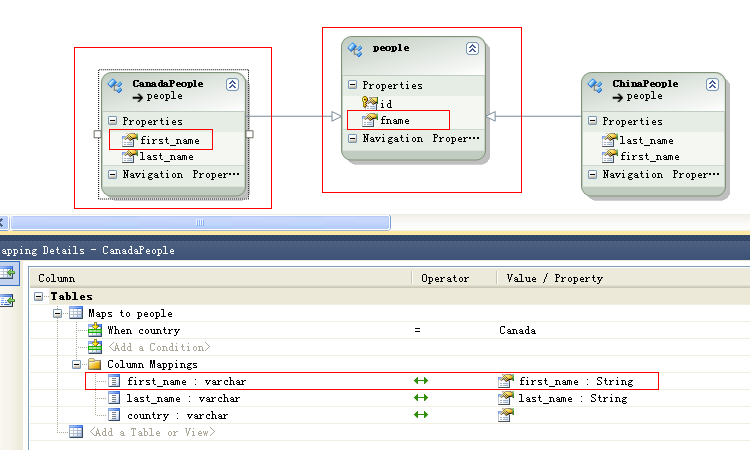 CanadaPeople
people
Properties
first_name
last_name
Navigation Proper…
people
Properties
id
fname
Navigation Proper…
ChinaPeople
people
Properties
last_name
first_name
Navigation Proper…
apping Details - CanadaPeople
Column Operator Value / Property
Tables
Maps to people
When country = Canada
<Add a Condition>
Column Mappings
first_name : varchar first_name : String
last_name : varchar last_name : String
country : varchar
<Add a Table or View>